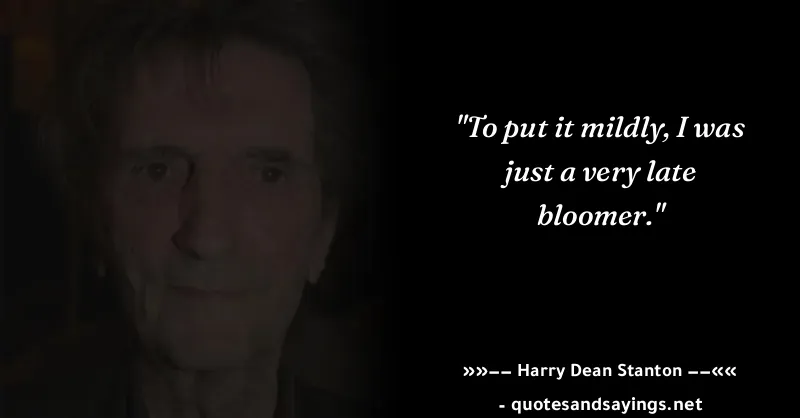 "To put it mildly, I was
just a very late
bloomer."
»»–– Harry Dean Stanton ––««
- quotesandsayings.net